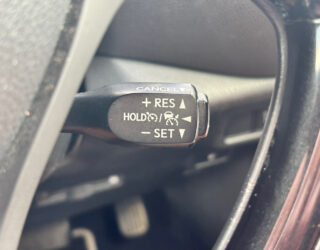 CANCEL
+ RES ▲
HOLD /
− SET ▼